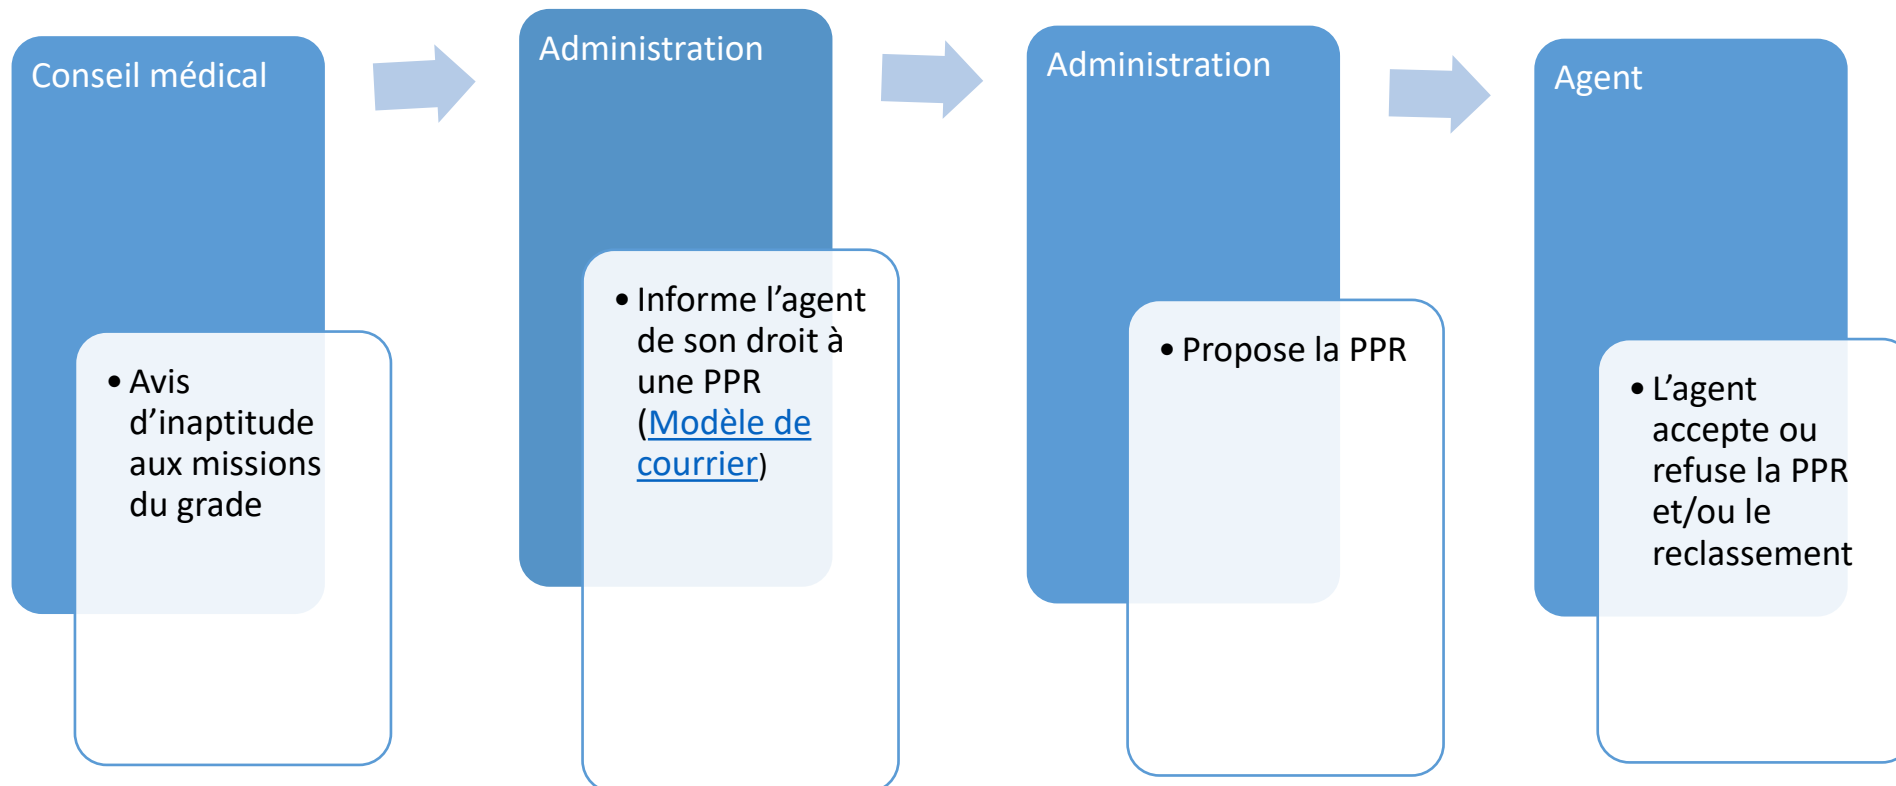 Conseil médical
• Avis
d’inaptitude
aux missions
du grade
Administration
• Informe l’agent
de son droit à
une PPR
(Modèle de
courrier)
Administration
• Propose la PPR
Agent
• L’agent
accepte ou
refuse la PPR
et/ou le
reclassement